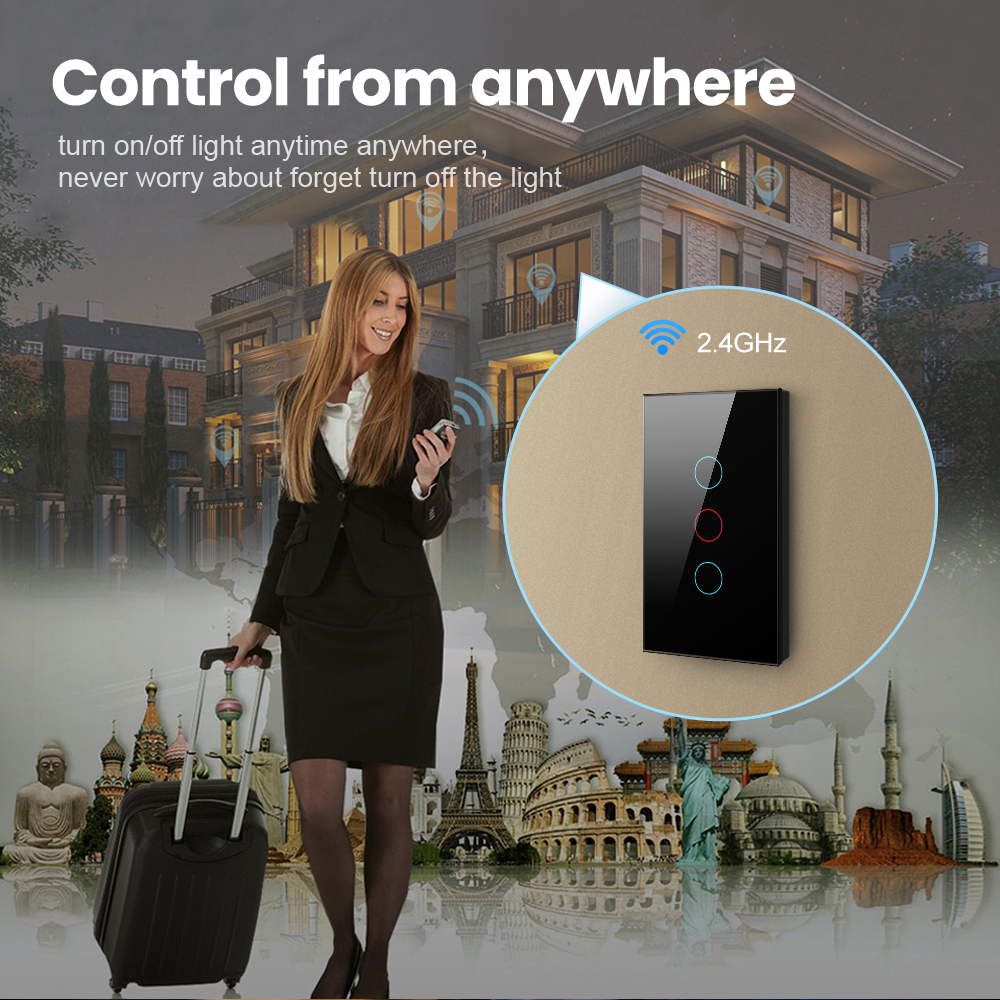 Control from anywhere
turn on/off light anytime anywhere,
never worry about forget turn off the light
2.4GHz